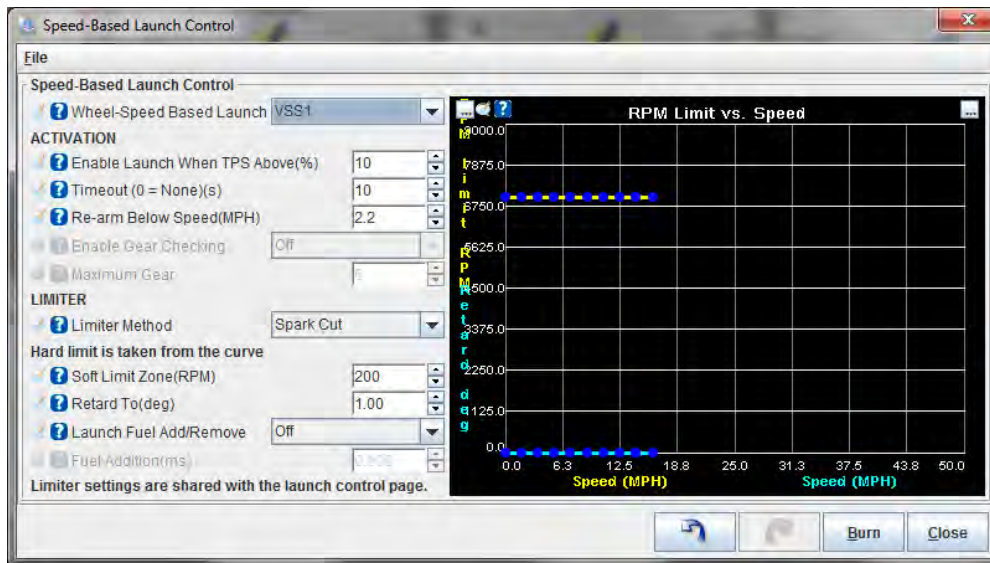 Speed-Based Launch Control
File
Speed-Based Launch Control
Wheel-Speed Based Launch VSS1
ACTIVATION
Enable Launch When TPS Above(%) 10
Timeout (0 = None)(s) 10
Re-arm Below Speed(MPH) 2.2
Enable Gear Checking Off
Maximum Gear
LIMITER
Limiter Method Spark Cut
Hard limit is taken from the curve
Soft Limit Zone(RPM) 200
Retard To(deg) 1.00
Launch Fuel Add/Remove Off
Fuel Addition(ms)
Limiter settings are shared with the launch control page.
RPM Limit vs. Speed
9000.0
7875.0
6750.0
5625.0
4500.0
3375.0
2250.0
1125.0
0.0
Limit RPM
Retard deg
0.0 6.3 12.5 18.8 25.0 31.3 37.5 43.8 50.0
Speed (MPH) Speed (MPH)
Burn Close